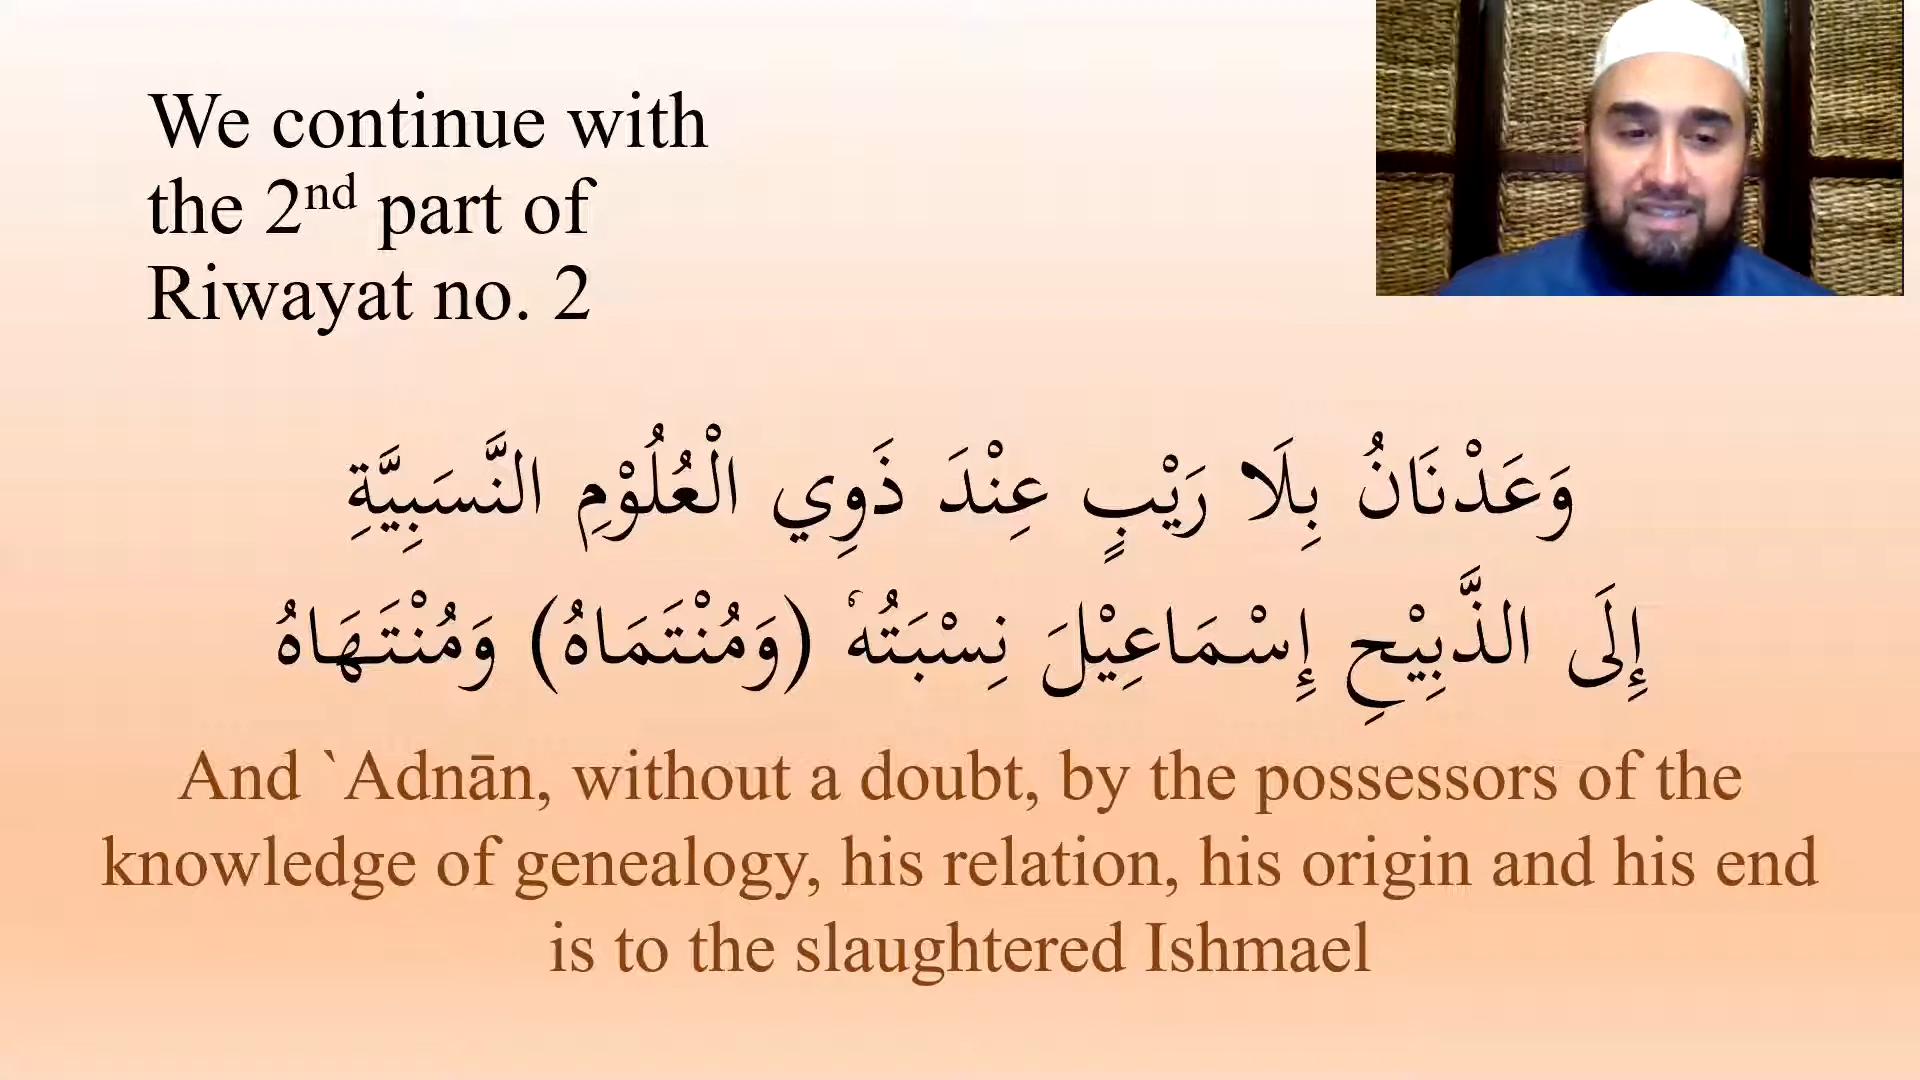 We continue with
the 2nd part of
Riwayat no. 2
وَعَدْنَانُ بِلَا رَيْبٍ عِنْدَ ذَوِي الْعُلُوْمِ النَّسَبِيَّةِ
إِلَى الذَّبِيْحِ إِسْمَاعِيْلَ نِسْبَتُهٗ (وَمُنْتَمَاهُ) وَمُنْتَهَاهُ
And `Adnān, without a doubt, by the possessors of the
knowledge of genealogy, his relation, his origin and his end
is to the slaughtered Ishmael